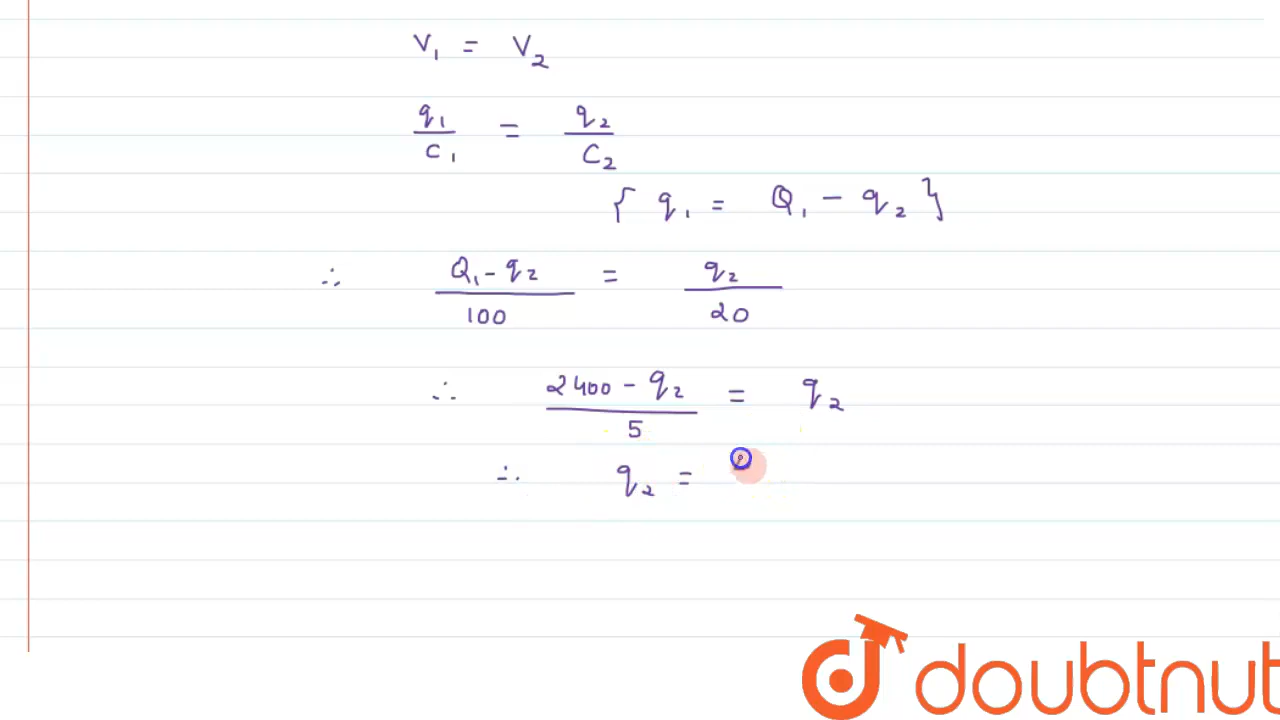 V₁ = V₂
q₁/C₁ = q₂/C₂
{ q₁ = Q₁ - q₂ }
∴ Q₁ - q₂/100 = q₂/20
∴ 2400 - q₂/5 = q₂
∴ q₂ =
doubtnut